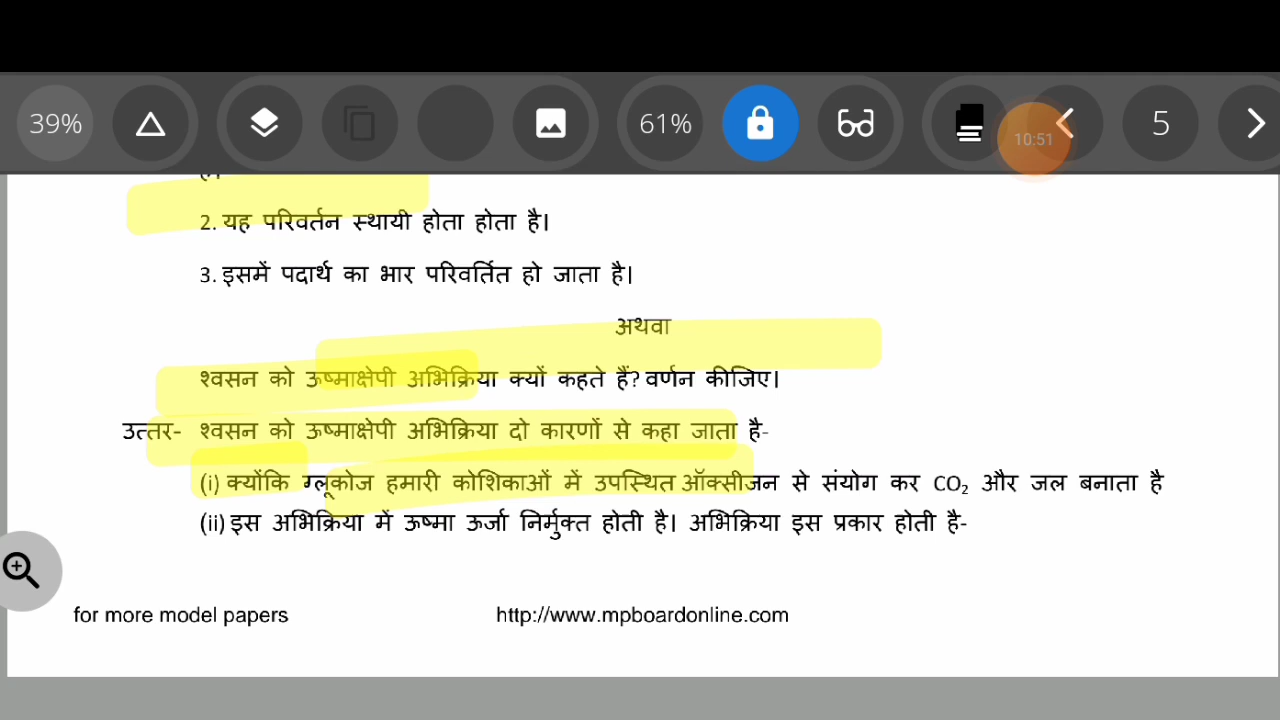 39%
61%
10:51
5
2. यह परिवर्तन स्थायी होता होता है।
3. इसमें पदार्थ का भार परिवर्तित हो जाता है।
अथवा
श्वसन को ऊष्माक्षेपी अभिक्रिया क्यों कहते हैं? वर्णन कीजिए।
उत्तर- श्वसन को ऊष्माक्षेपी अभिक्रिया दो कारणों से कहा जाता है-
(i) क्योंकि ग्लूकोज हमारी कोशिकाओं में उपस्थित ऑक्सीजन से संयोग कर CO₂ और जल बनाता है
(ii) इस अभिक्रिया में ऊष्मा ऊर्जा निर्मुक्त होती है। अभिक्रिया इस प्रकार होती है-
for more model papers http://www.mpboardonline.com